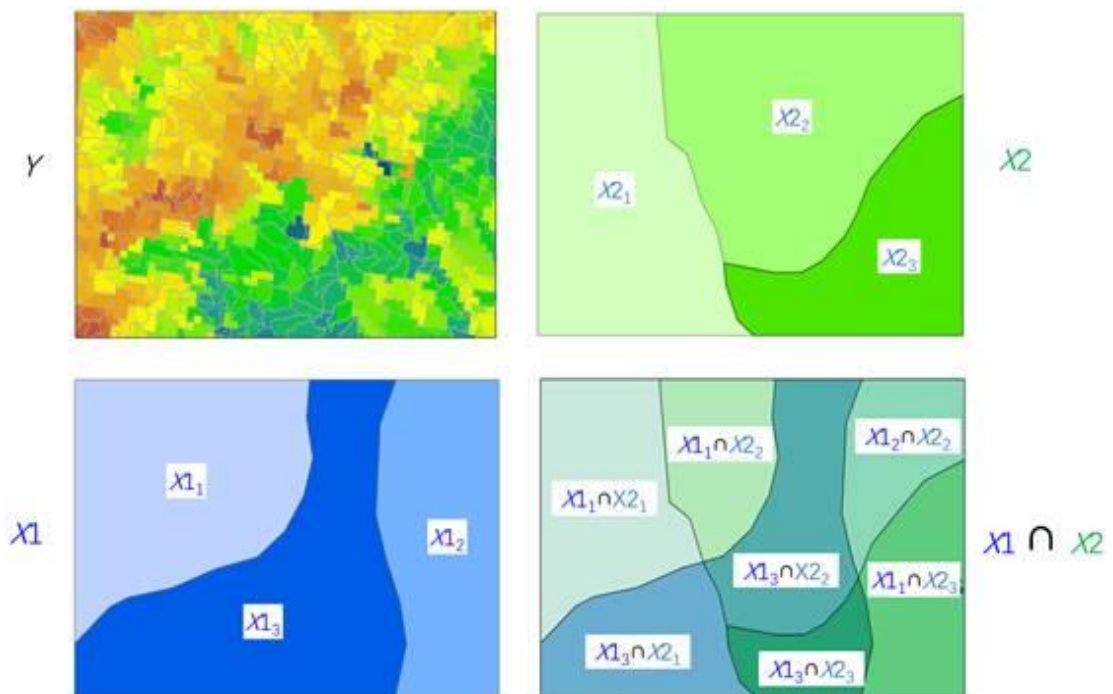 Y
X2₁
X2₂
X2₃
X2
X1
X1₁
X1₂
X1₃
X1₁∩X2₁
X1₁∩X2₂
X1₂∩X2₂
X1₃∩X2₂
X1₁∩X2₃
X1₃∩X2₁
X1₃∩X2₃
X1 ∩ X2